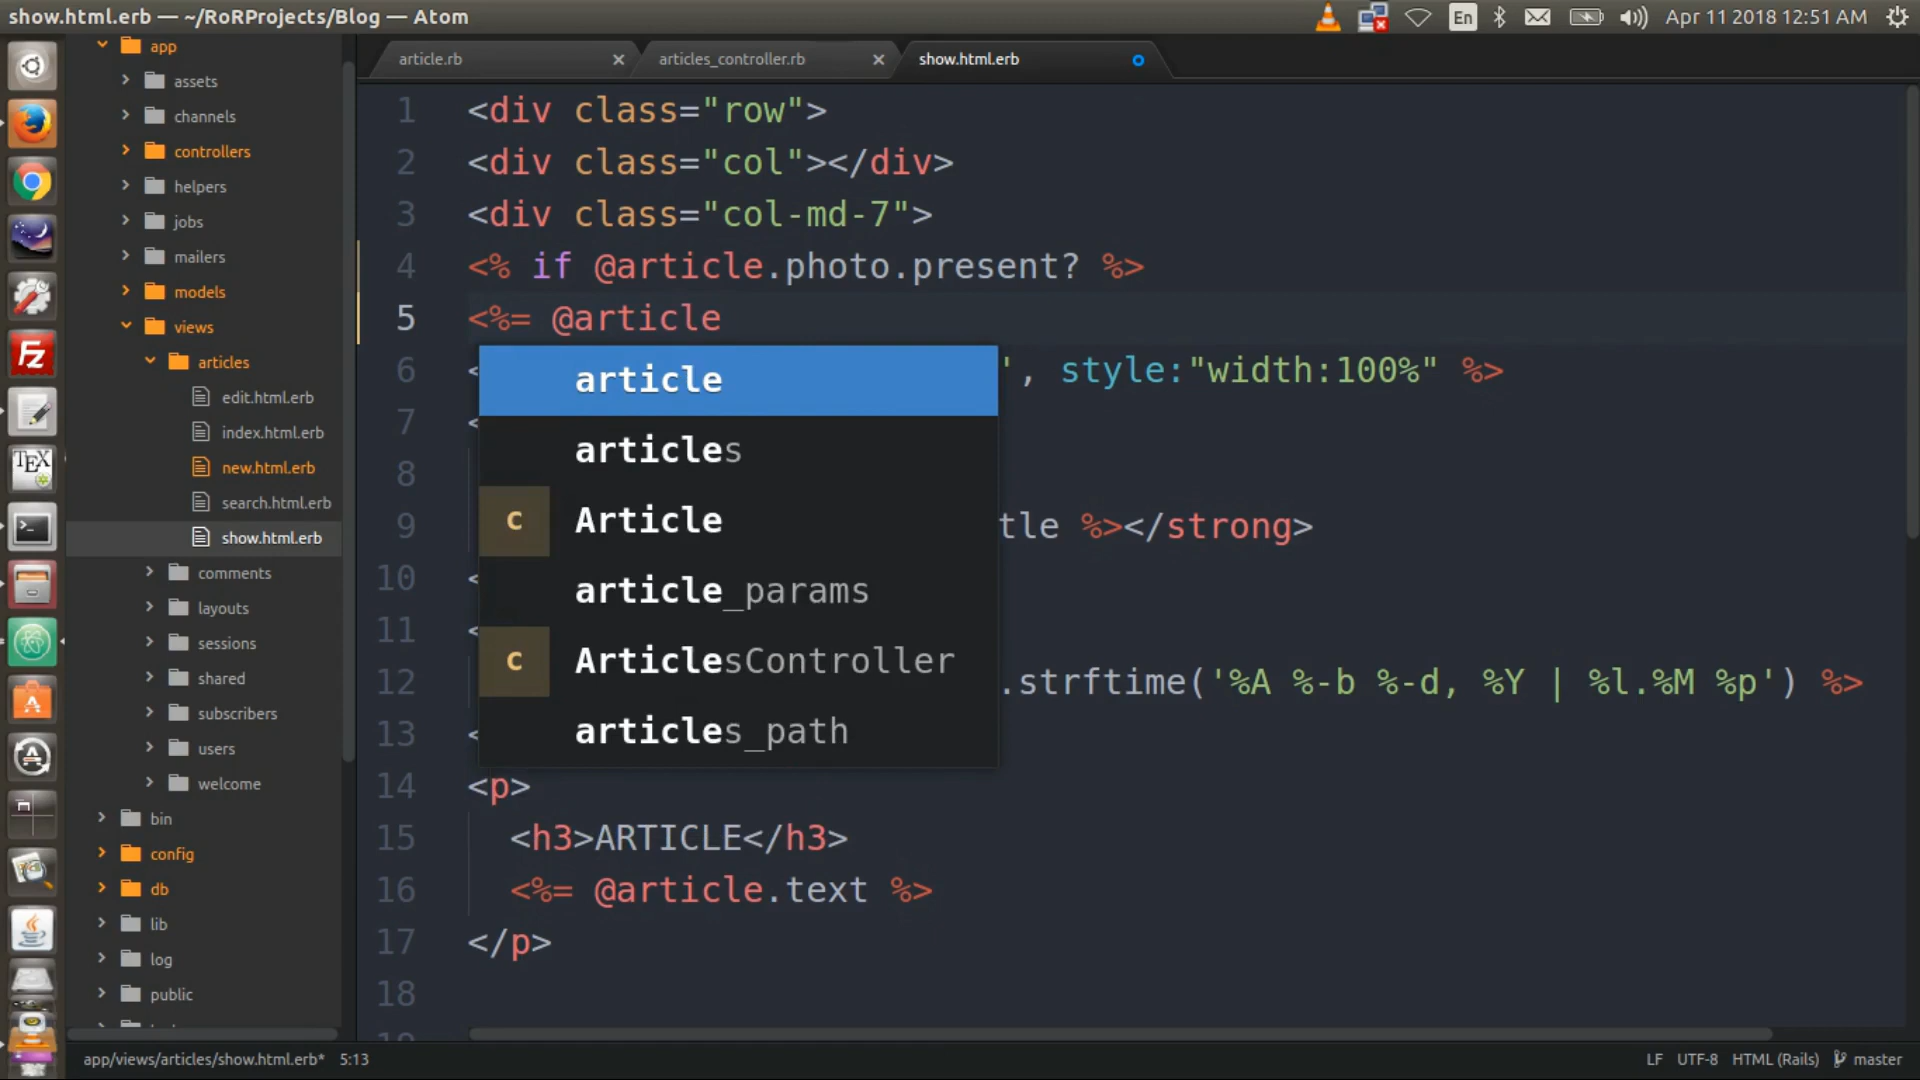 show.html.erb — ~/RoRProjects/Blog — Atom
En
Apr 11 2018 12:51 AM
app
assets
channels
controllers
helpers
jobs
mailers
models
views
articles
edit.html.erb
index.html.erb
new.html.erb
search.html.erb
show.html.erb
comments
layouts
sessions
shared
subscribers
users
welcome
bin
config
db
lib
log
public
article.rb
articles_controller.rb
show.html.erb
1 <div class="row">
2 <div class="col"></div>
3 <div class="col-md-7">
4 <% if @article.photo.present? %>
5 <%= @article
6 < ', style:"width:100%" %>
7 <
8
9 tle %></strong>
10 <
11 <
12 .strftime('%A %-b %-d, %Y | %l.%M %p') %>
13 <
14 <p>
15 <h3>ARTICLE</h3>
16 <%= @article.text %>
17 </p>
18
article
articles
c Article
article_params
c ArticlesController
articles_path
app/views/articles/show.html.erb* 5:13
LF UTF-8 HTML (Rails) master